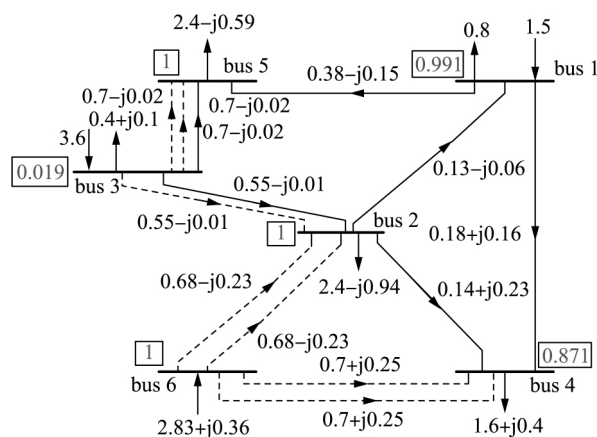 2.4−j0.59
0.8
1.5
1
bus 5
0.991
bus 1
0.38−j0.15
0.7−j0.02
0.4+j0.1
0.7−j0.02
0.7−j0.02
3.6
0.13−j0.06
0.019
bus 3
0.55−j0.01
0.55−j0.01
bus 2
1
0.18+j0.16
0.68−j0.23
2.4−j0.94
0.14+j0.23
0.68−j0.23
1
0.871
bus 6
0.7+j0.25
bus 4
2.83+j0.36
0.7+j0.25
1.6+j0.4